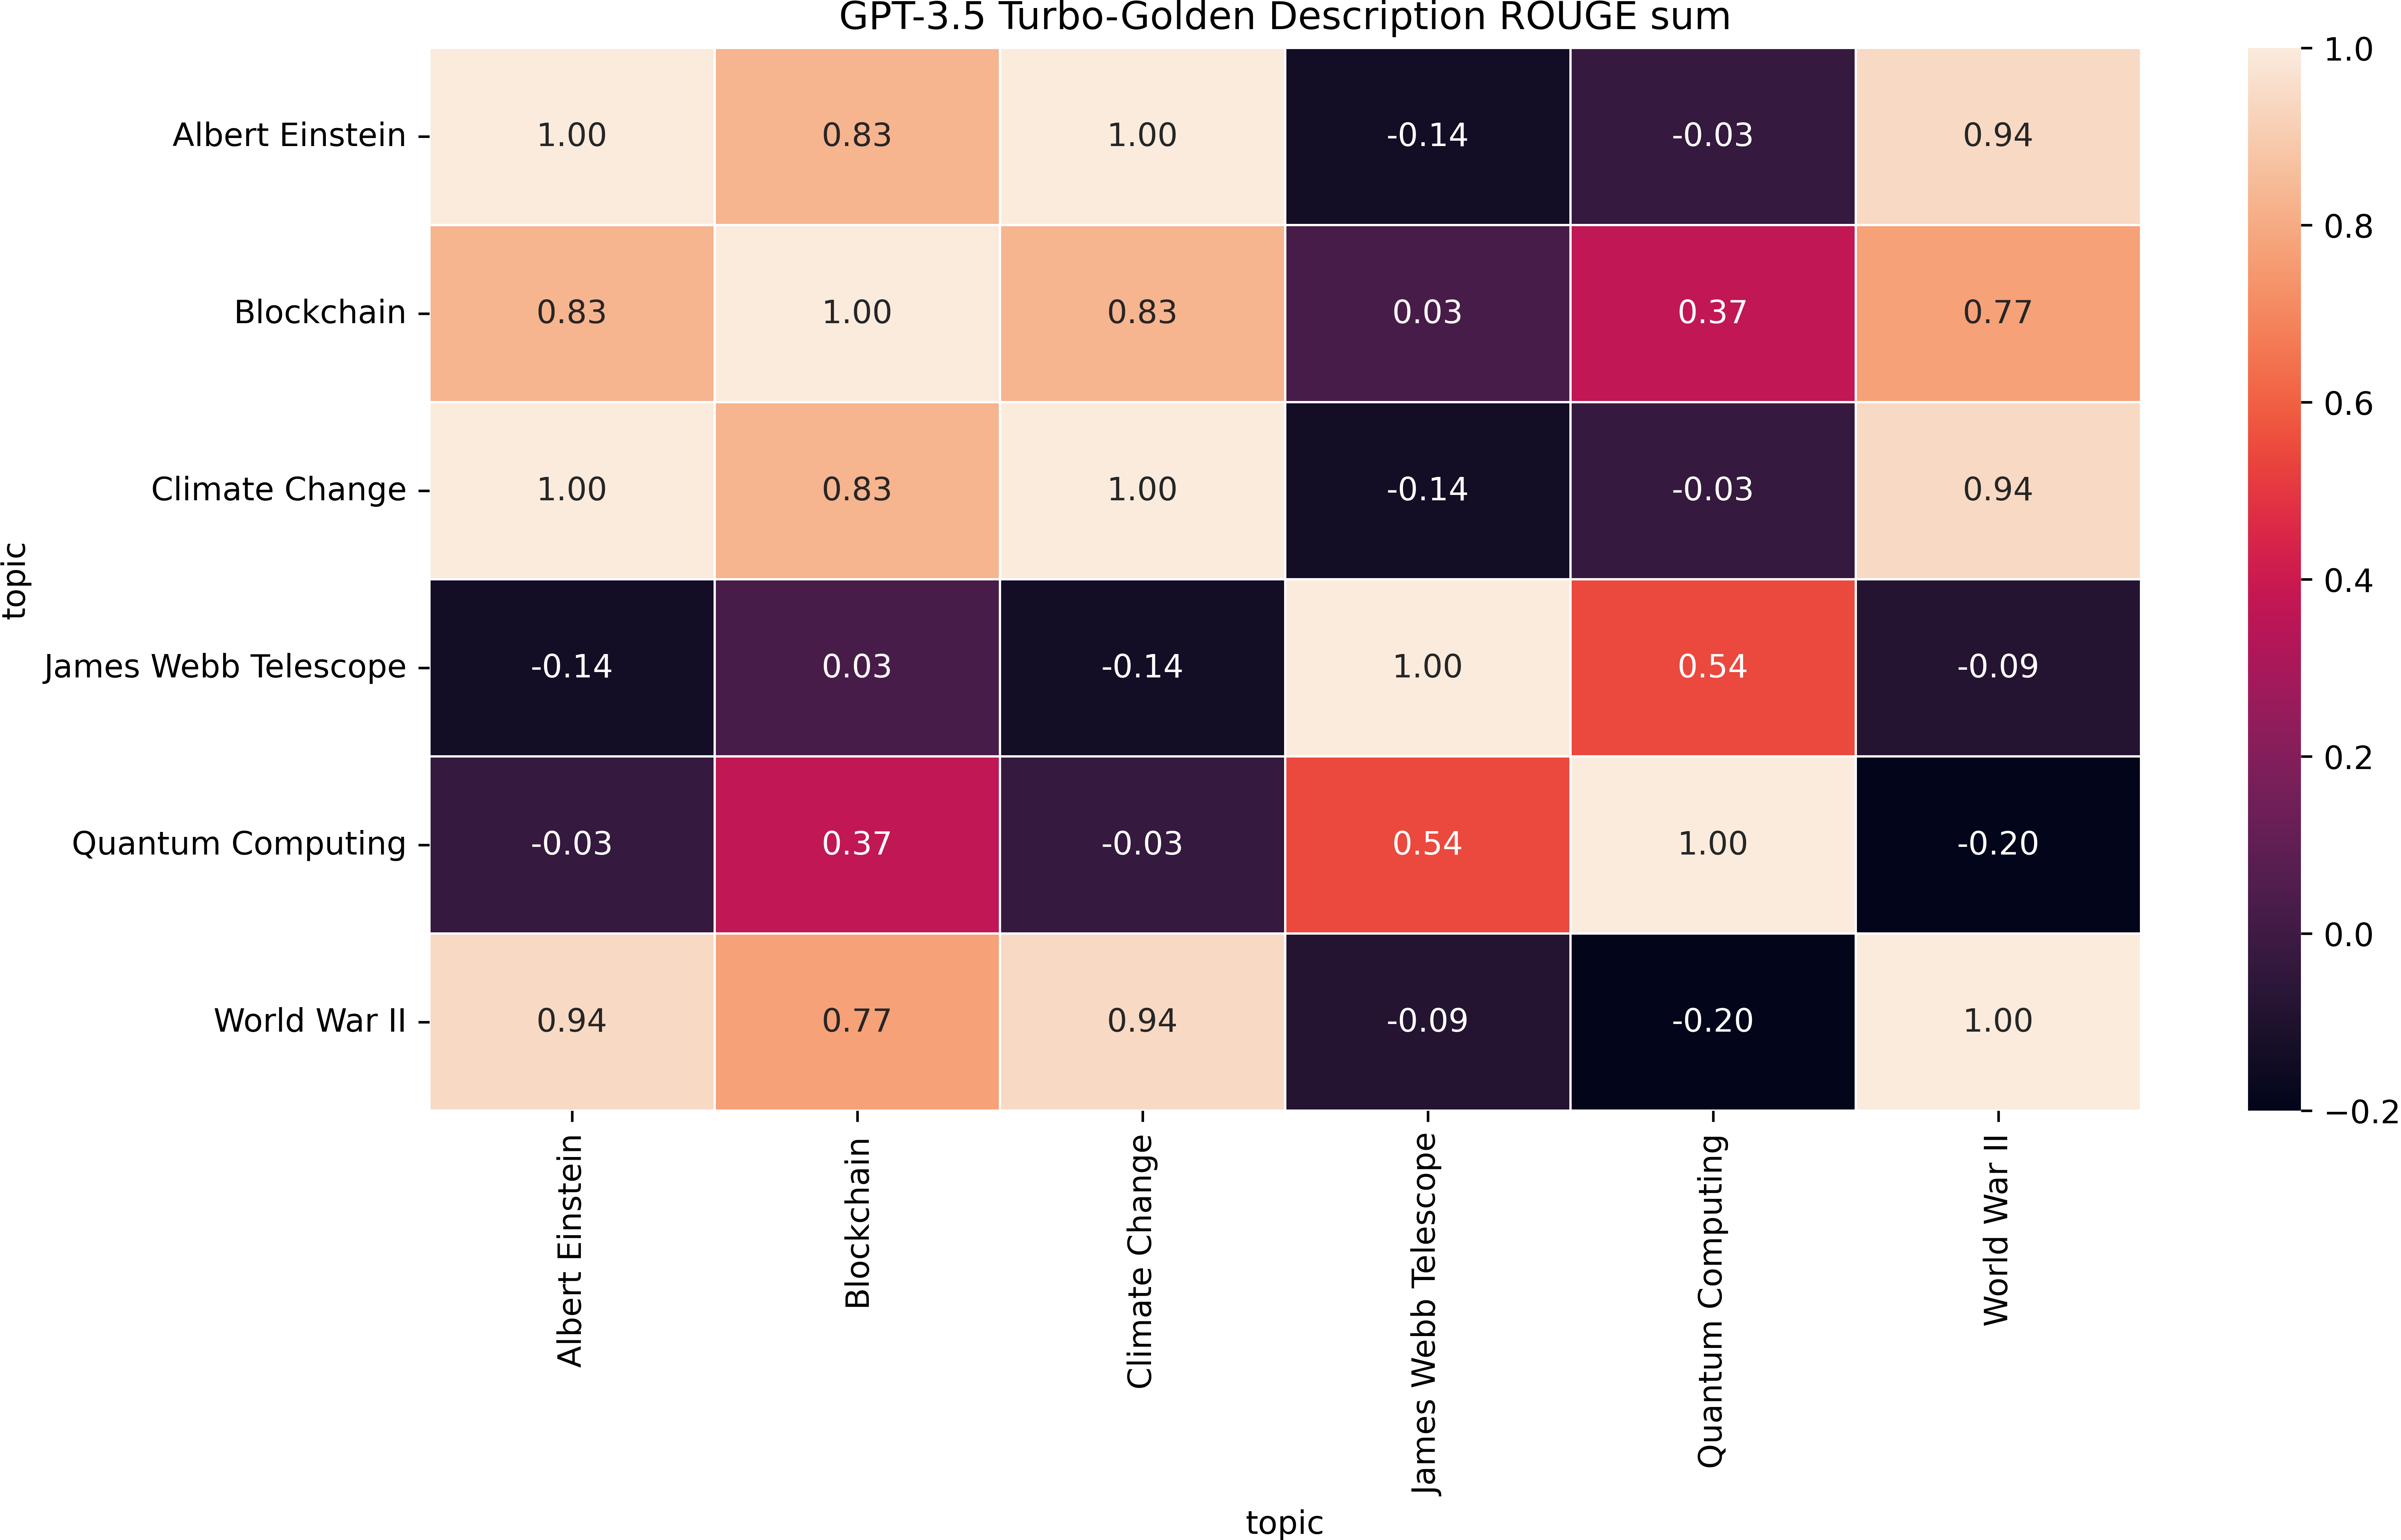 GPT-3.5 Turbo-Golden Description ROUGE sum
Albert Einstein 1.00 0.83 1.00 -0.14 -0.03 0.94
Blockchain 0.83 1.00 0.83 0.03 0.37 0.77
Climate Change 1.00 0.83 1.00 -0.14 -0.03 0.94
James Webb Telescope -0.14 0.03 -0.14 1.00 0.54 -0.09
Quantum Computing -0.03 0.37 -0.03 0.54 1.00 -0.20
World War II 0.94 0.77 0.94 -0.09 -0.20 1.00
topic
Albert Einstein
Blockchain
Climate Change
James Webb Telescope
Quantum Computing
World War II
topic
1.0
0.8
0.6
0.4
0.2
0.0
−0.2